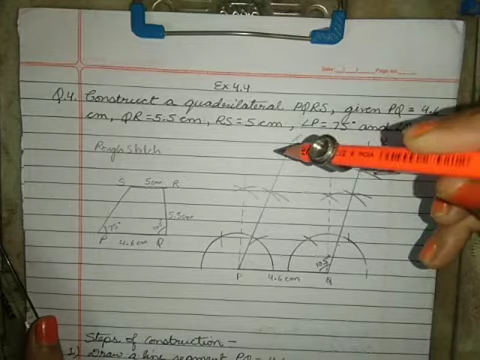 Ex 4.4
Q.4. Construct a quadrilateral PQRS, given PQ = 4.6
cm, QR = 5.5 cm, RS = 5 cm, ∠P = 75° and
Rough Sketch
S 5cm R
5.5cm
75°
P 4.6cm Q
105°
P 4.6cm Q
Steps of construction –
1) Draw a line segment PQ = 4.6